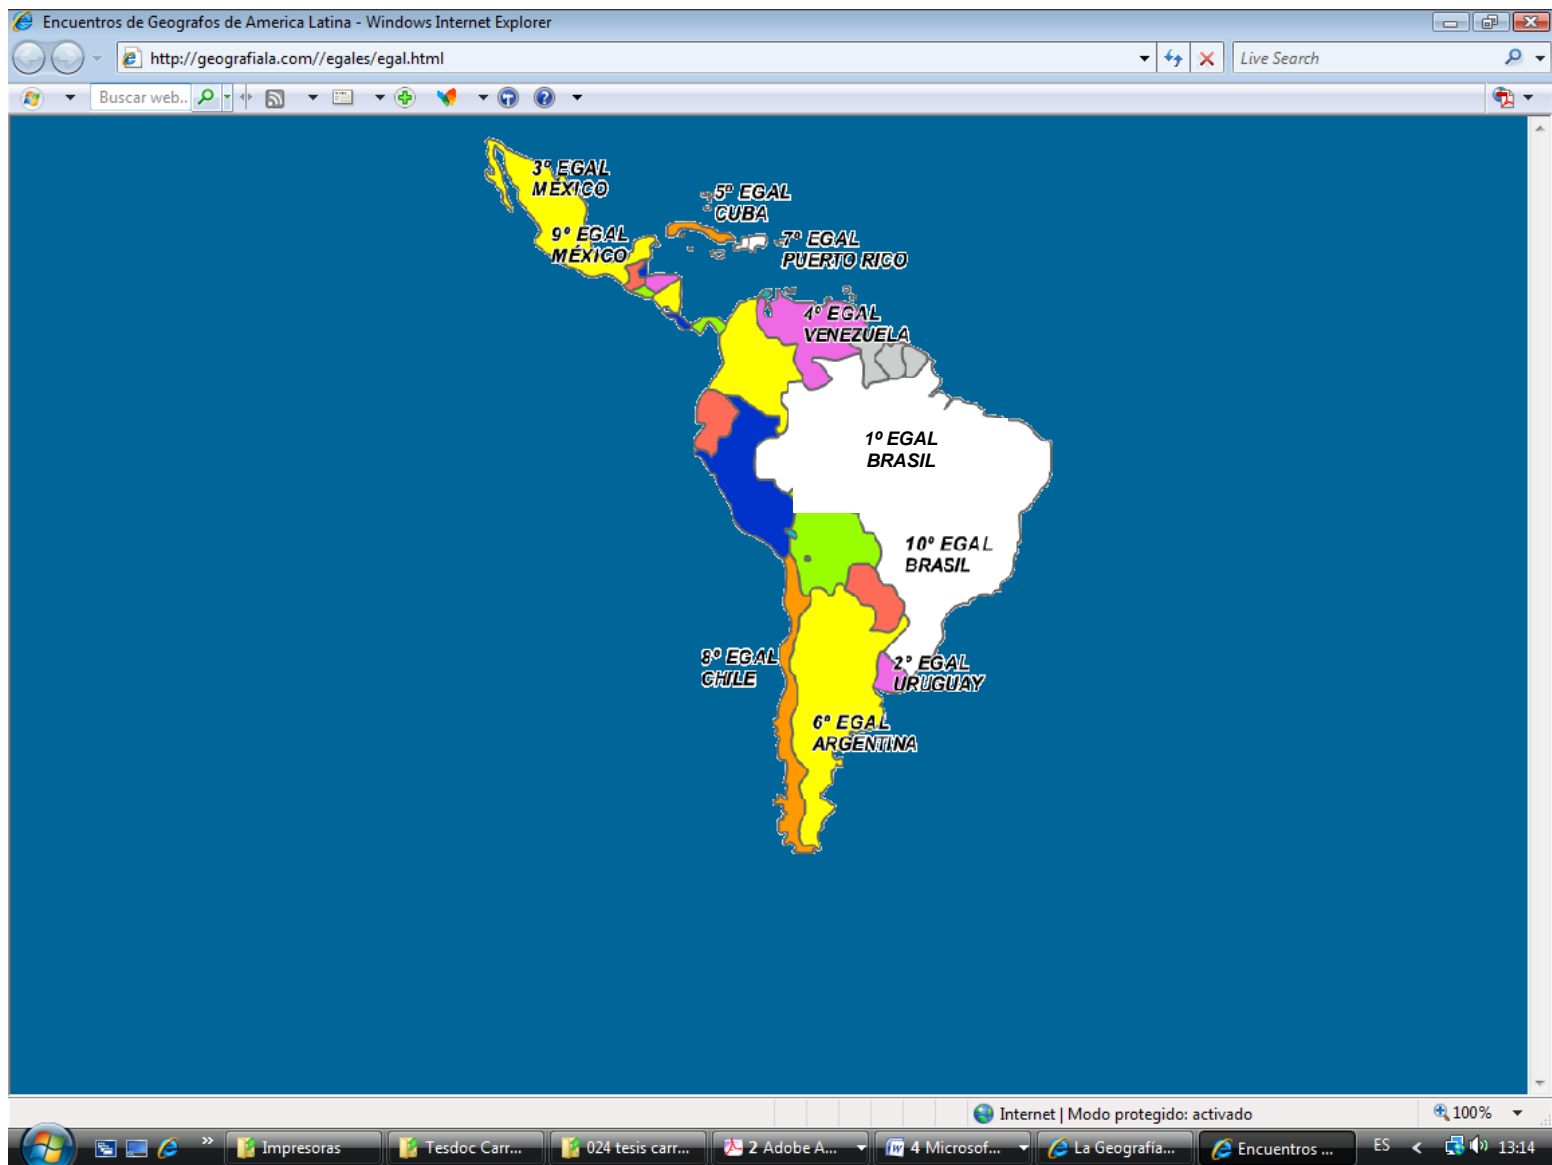 Encuentros de Geografos de America Latina - Windows Internet Explorer
http://geografiala.com//egales/egal.html
Live Search
Buscar web..
3º EGAL
MÉXICO
5º EGAL
CUBA
9º EGAL
MÉXICO
7º EGAL
PUERTO RICO
4º EGAL
VENEZUELA
1º EGAL
BRASIL
10º EGAL
BRASIL
8º EGAL
CHILE
2º EGAL
URUGUAY
6º EGAL
ARGENTINA
Internet | Modo protegido: activado
100%
Impresoras
Tesdoc Carr...
024 tesis carr...
2 Adobe A...
4 Microsof...
La Geografía...
Encuentros ...
ES
13:14